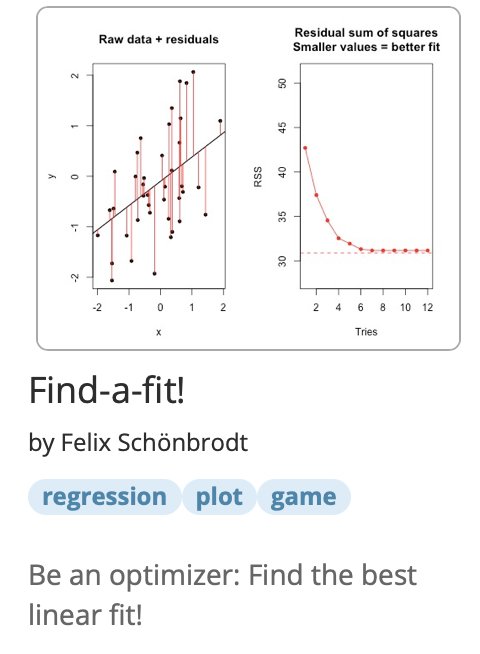 Raw data + residuals
2
1
0
-1
-2
y
-2 -1 0 1 2
x
Residual sum of squares
Smaller values = better fit
50
45
40
35
30
RSS
2 4 6 8 10 12
Tries
Find-a-fit!
by Felix Schönbrodt
regression plot game
Be an optimizer: Find the best
linear fit!